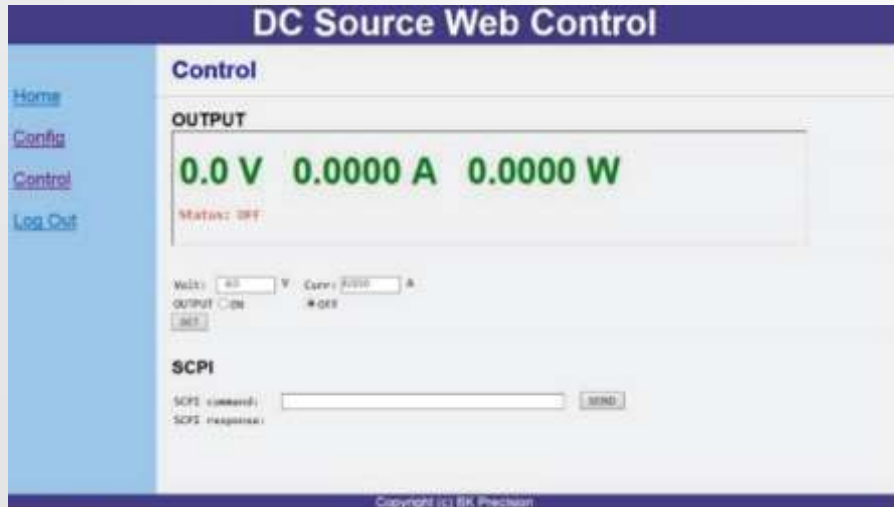 DC Source Web Control
Home
Config
Control
Log Out
Control
OUTPUT
0.0 V 0.0000 A 0.0000 W
Status: OFF
Volt: V Curr: A
OUTPUT ON OFF
SET
SCPI
SCPI command: SEND
SCPI response:
Copyright (c) BK Precision